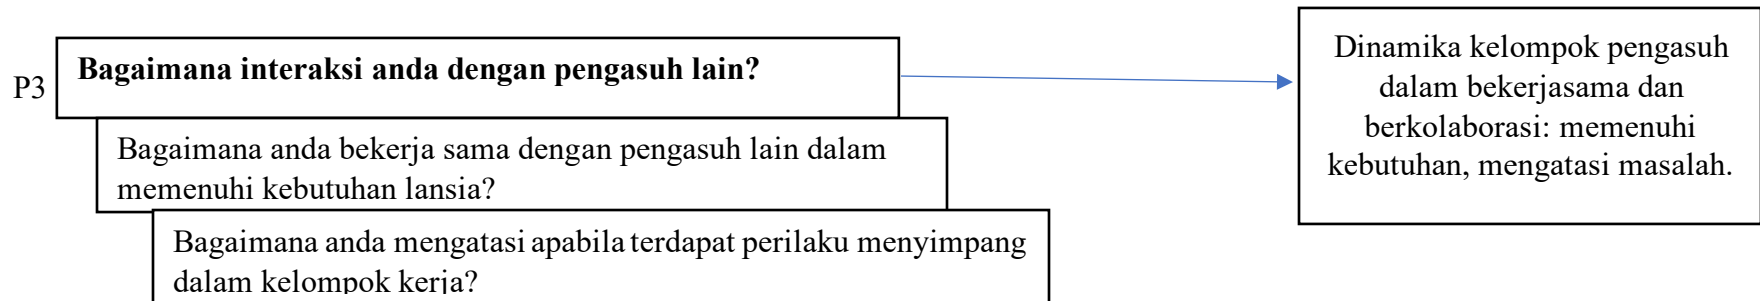 P3
Bagaimana interaksi anda dengan pengasuh lain?
Bagaimana anda bekerja sama dengan pengasuh lain dalam
memenuhi kebutuhan lansia?
Bagaimana anda mengatasi apabila terdapat perilaku menyimpang
dalam kelompok kerja?
Dinamika kelompok pengasuh
dalam bekerjasama dan
berkolaborasi: memenuhi
kebutuhan, mengatasi masalah.